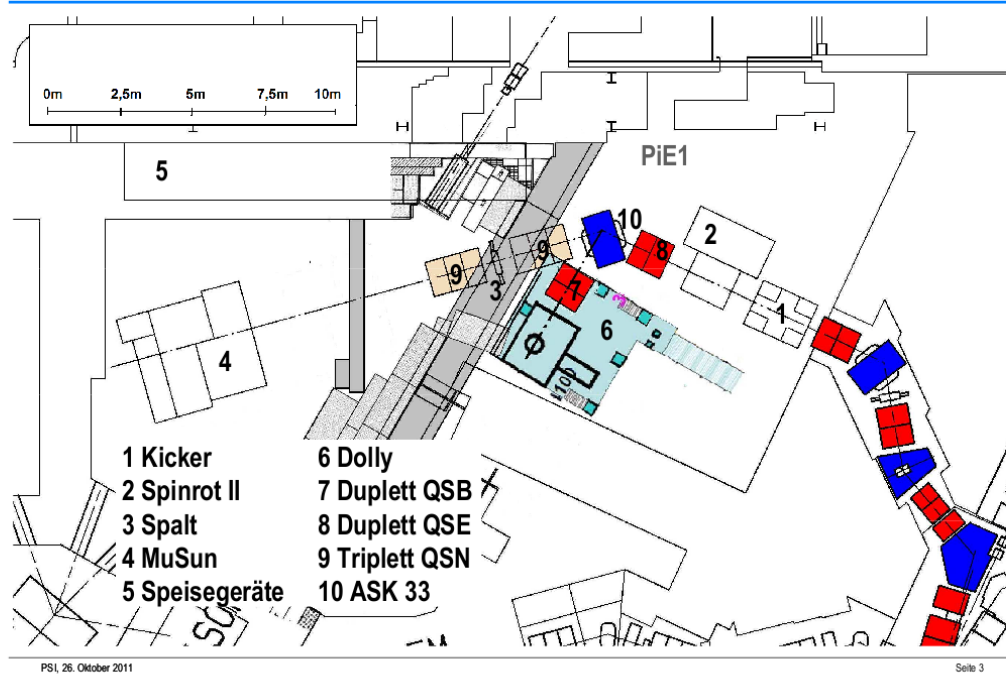 0m 2,5m 5m 7,5m 10m
5
PiE1
10
2
9
9
8
3
7
3
1
6
4
100
1 Kicker
2 Spinrot II
3 Spalt
4 MuSun
5 Speisegeräte
6 Dolly
7 Duplett QSB
8 Duplett QSE
9 Triplett QSN
10 ASK 33
PSI, 26. Oktober 2011
Seite 3